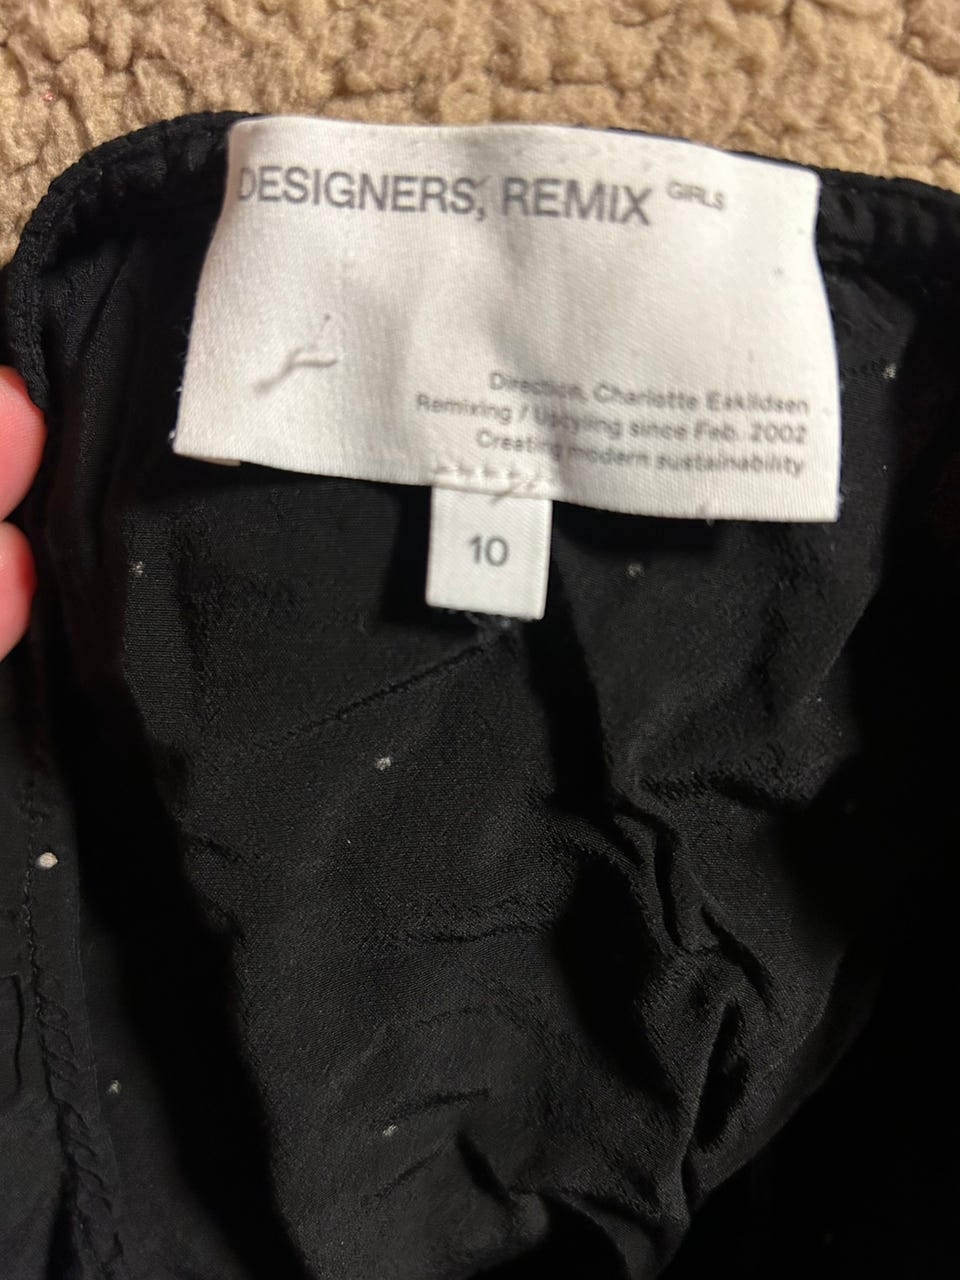 DESIGNERS, REMIX GIRLS
Direction, Charlotte Eskildsen
Remixing / Upcycling since Feb. 2002
Creating modern sustainability
10